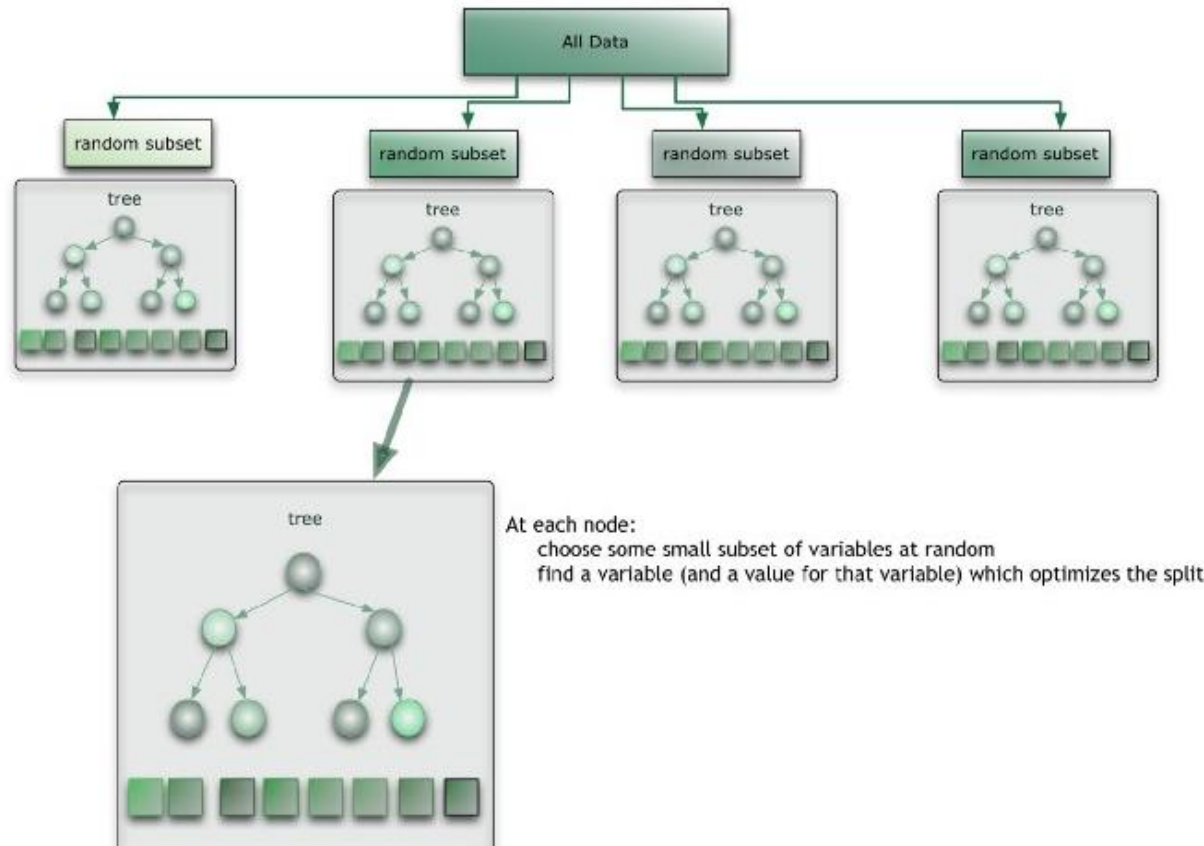 All Data
random subset
random subset
random subset
random subset
tree
tree
tree
tree
tree
At each node:
choose some small subset of variables at random
find a variable (and a value for that variable) which optimizes the split